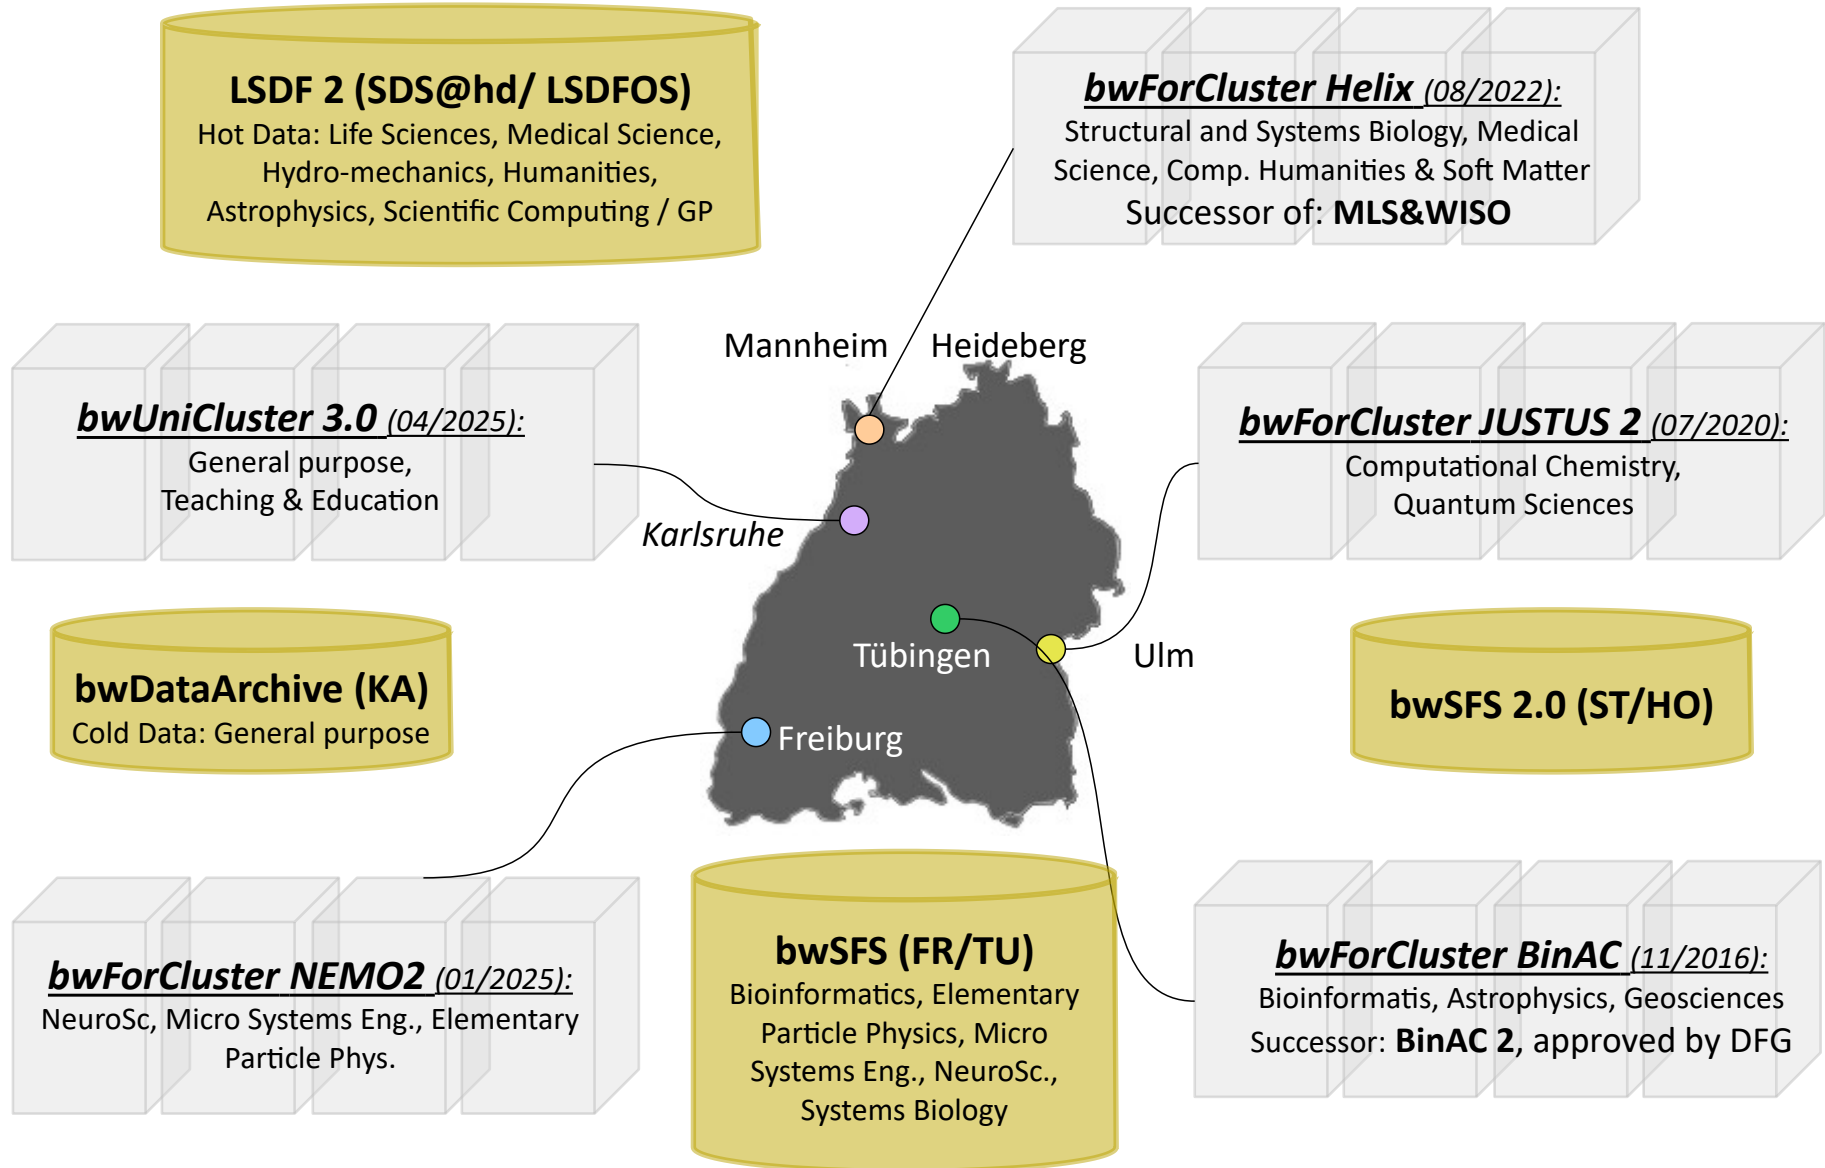 LSDF 2 (SDS@hd/ LSDFOS)
Hot Data: Life Sciences, Medical Science,
Hydro-mechanics, Humanities,
Astrophysics, Scientific Computing / GP
bwForCluster Helix (08/2022):
Structural and Systems Biology, Medical
Science, Comp. Humanities & Soft Matter
Successor of: MLS&WISO
Mannheim
Heideberg
bwUniCluster 3.0 (04/2025):
General purpose,
Teaching & Education
Karlsruhe
bwForCluster JUSTUS 2 (07/2020):
Computational Chemistry,
Quantum Sciences
Tübingen
Ulm
bwDataArchive (KA)
Cold Data: General purpose
bwSFS 2.0 (ST/HO)
Freiburg
bwForCluster NEMO2 (01/2025):
NeuroSc, Micro Systems Eng., Elementary
Particle Phys.
bwSFS (FR/TU)
Bioinformatics, Elementary
Particle Physics, Micro
Systems Eng., NeuroSc.,
Systems Biology
bwForCluster BinAC (11/2016):
Bioinformatis, Astrophysics, Geosciences
Successor: BinAC 2, approved by DFG